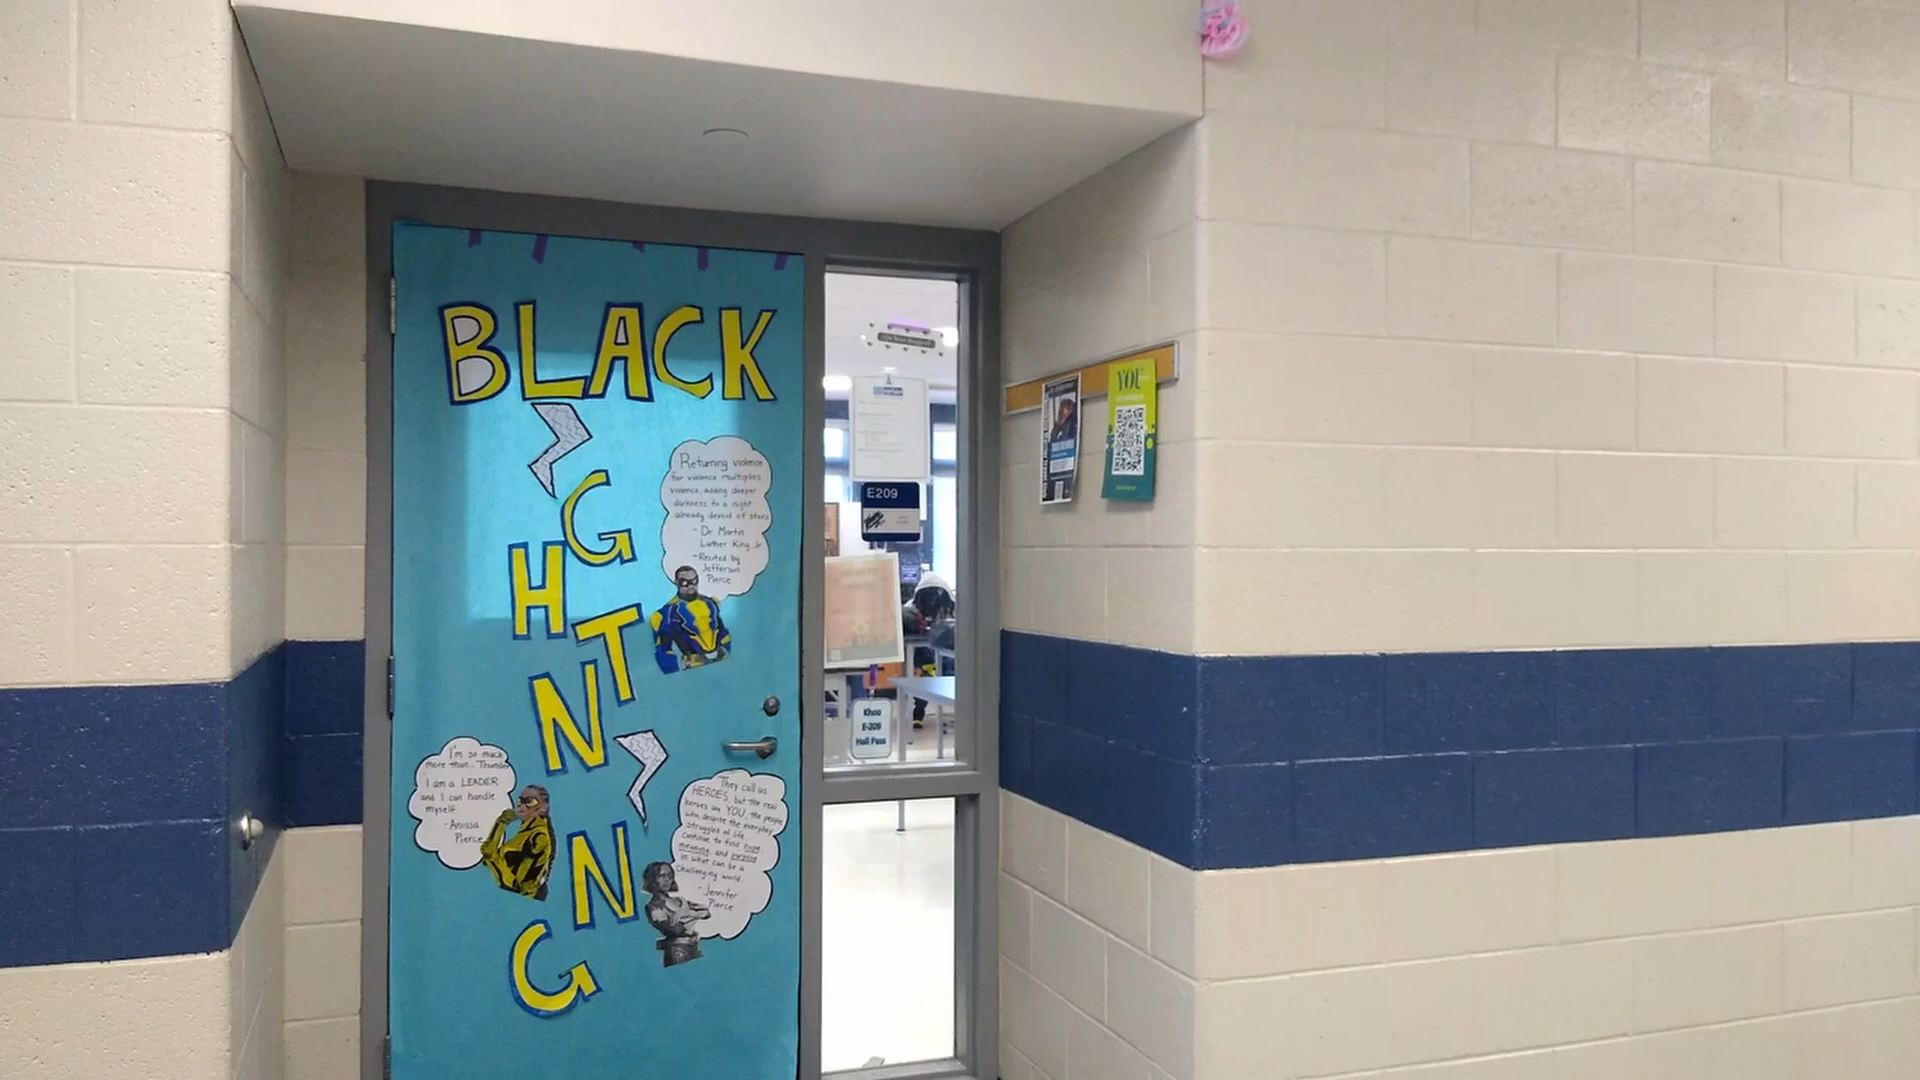 BLACK
G
H
T
N
N
G
Returning violence
for violence multiplies
violence, adding deeper
darkness to a night
already devoid of stars
- Dr. Martin
Luther King, Jr
- Recited by
Jefferson
Pierce
I'm so much
more than... Thunder
I am a LEADER
and I can handle
myself.
- Anissa
Pierce
They call us
HEROES, but the real
heroes are YOU, the people
who, despite the everyday
struggles of life,
continue to find hope,
meaning, and purpose
in what can be a
challenging world.
- Jennifer
Pierce
E209
Khoo
E-209
Hall Pass
YOU